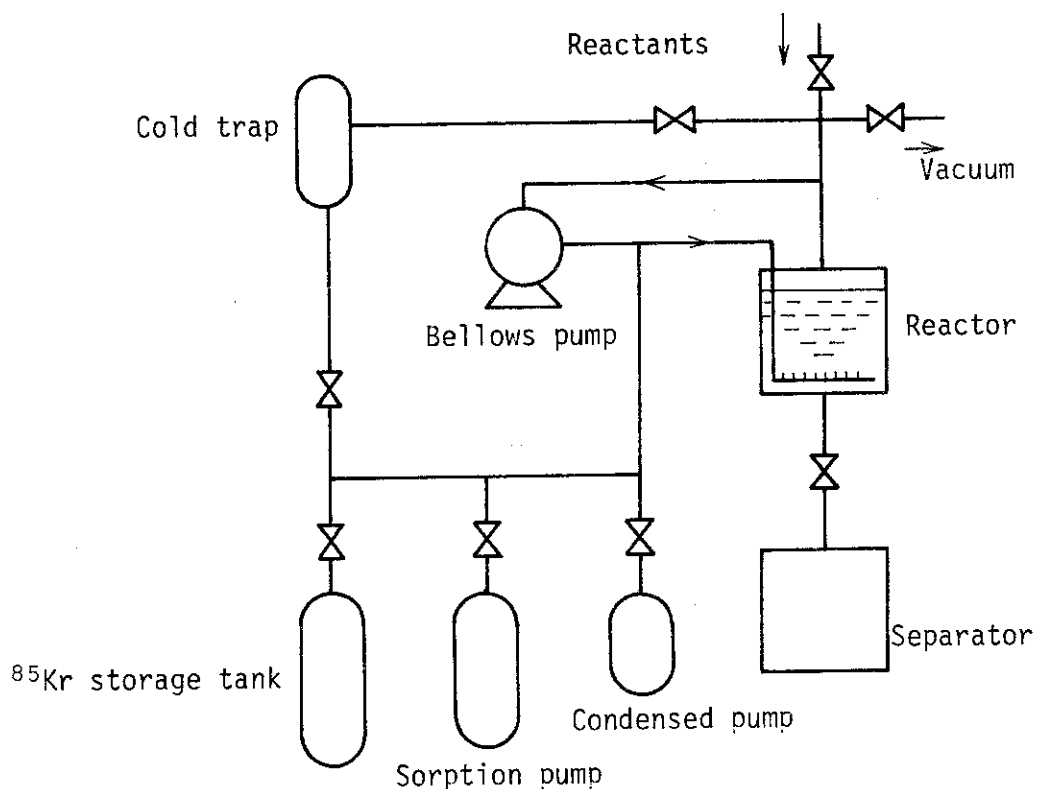 Reactants
Cold trap
Vacuum
Bellows pump
Reactor
⁸⁵Kr storage tank
Condensed pump
Separator
Sorption pump